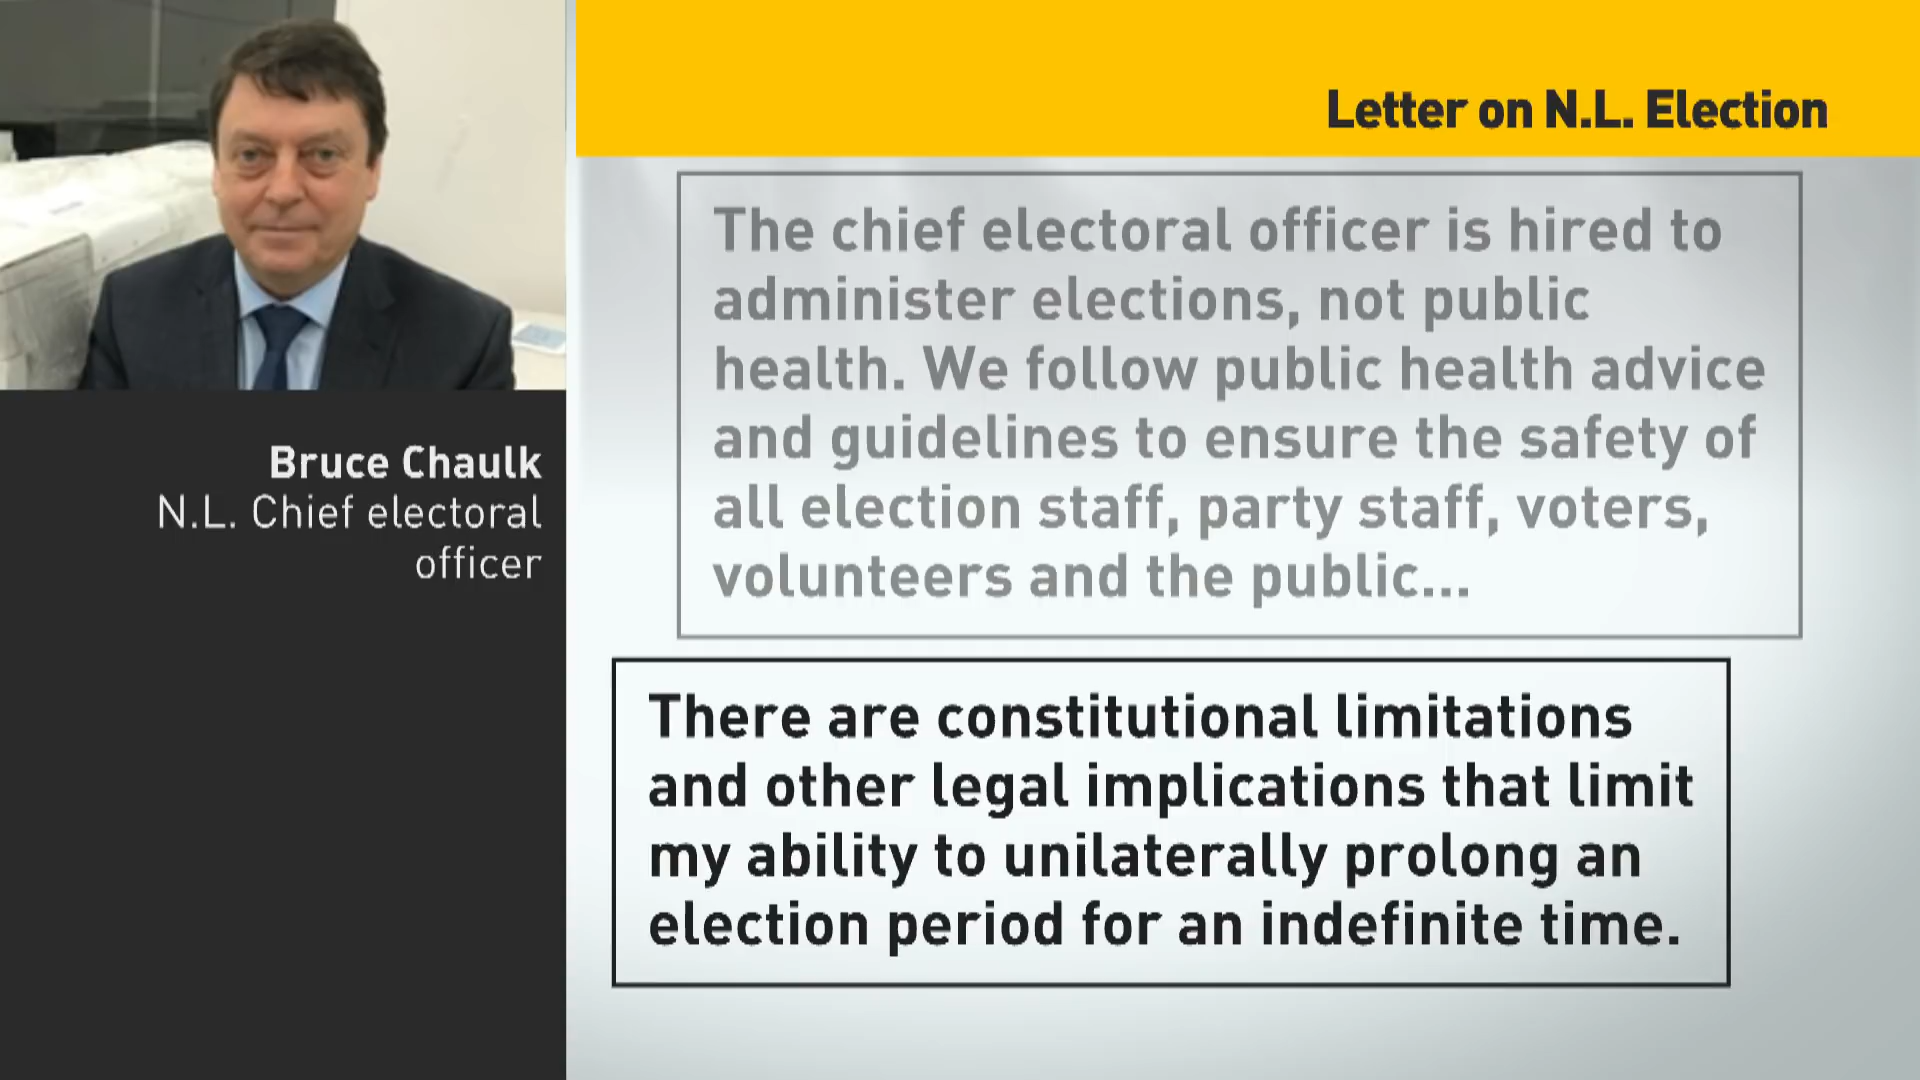 Letter on N.L. Election
The chief electoral officer is hired to
administer elections, not public
health. We follow public health advice
and guidelines to ensure the safety of
all election staff, party staff, voters,
volunteers and the public...
There are constitutional limitations
and other legal implications that limit
my ability to unilaterally prolong an
election period for an indefinite time.
Bruce Chaulk
N.L. Chief electoral
officer